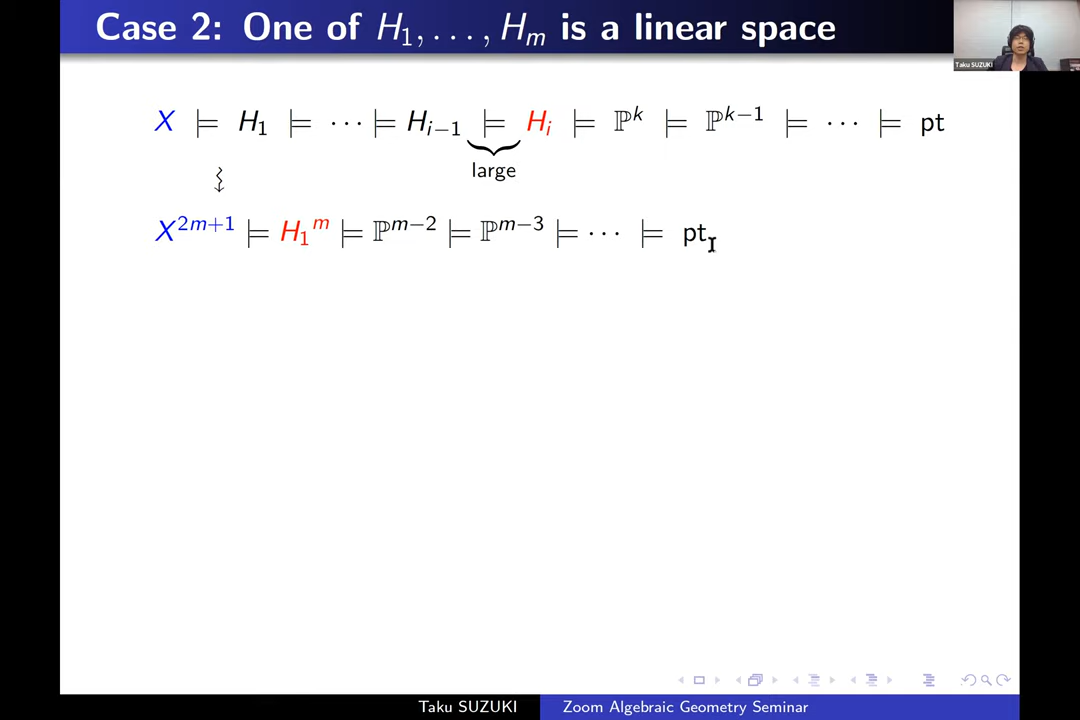 Case 2: One of H₁, . . . , Hₘ is a linear space
Taku SUZUKI
X ⊨ H₁ ⊨ ··· ⊨ Hᵢ₋₁ ⊨ Hᵢ ⊨ ℙᵏ ⊨ ℙᵏ⁻¹ ⊨ ··· ⊨ pt
large
X²ᵐ⁺¹ ⊨ H₁ᵐ ⊨ ℙᵐ⁻² ⊨ ℙᵐ⁻³ ⊨ ··· ⊨ pt
Taku SUZUKI Zoom Algebraic Geometry Seminar